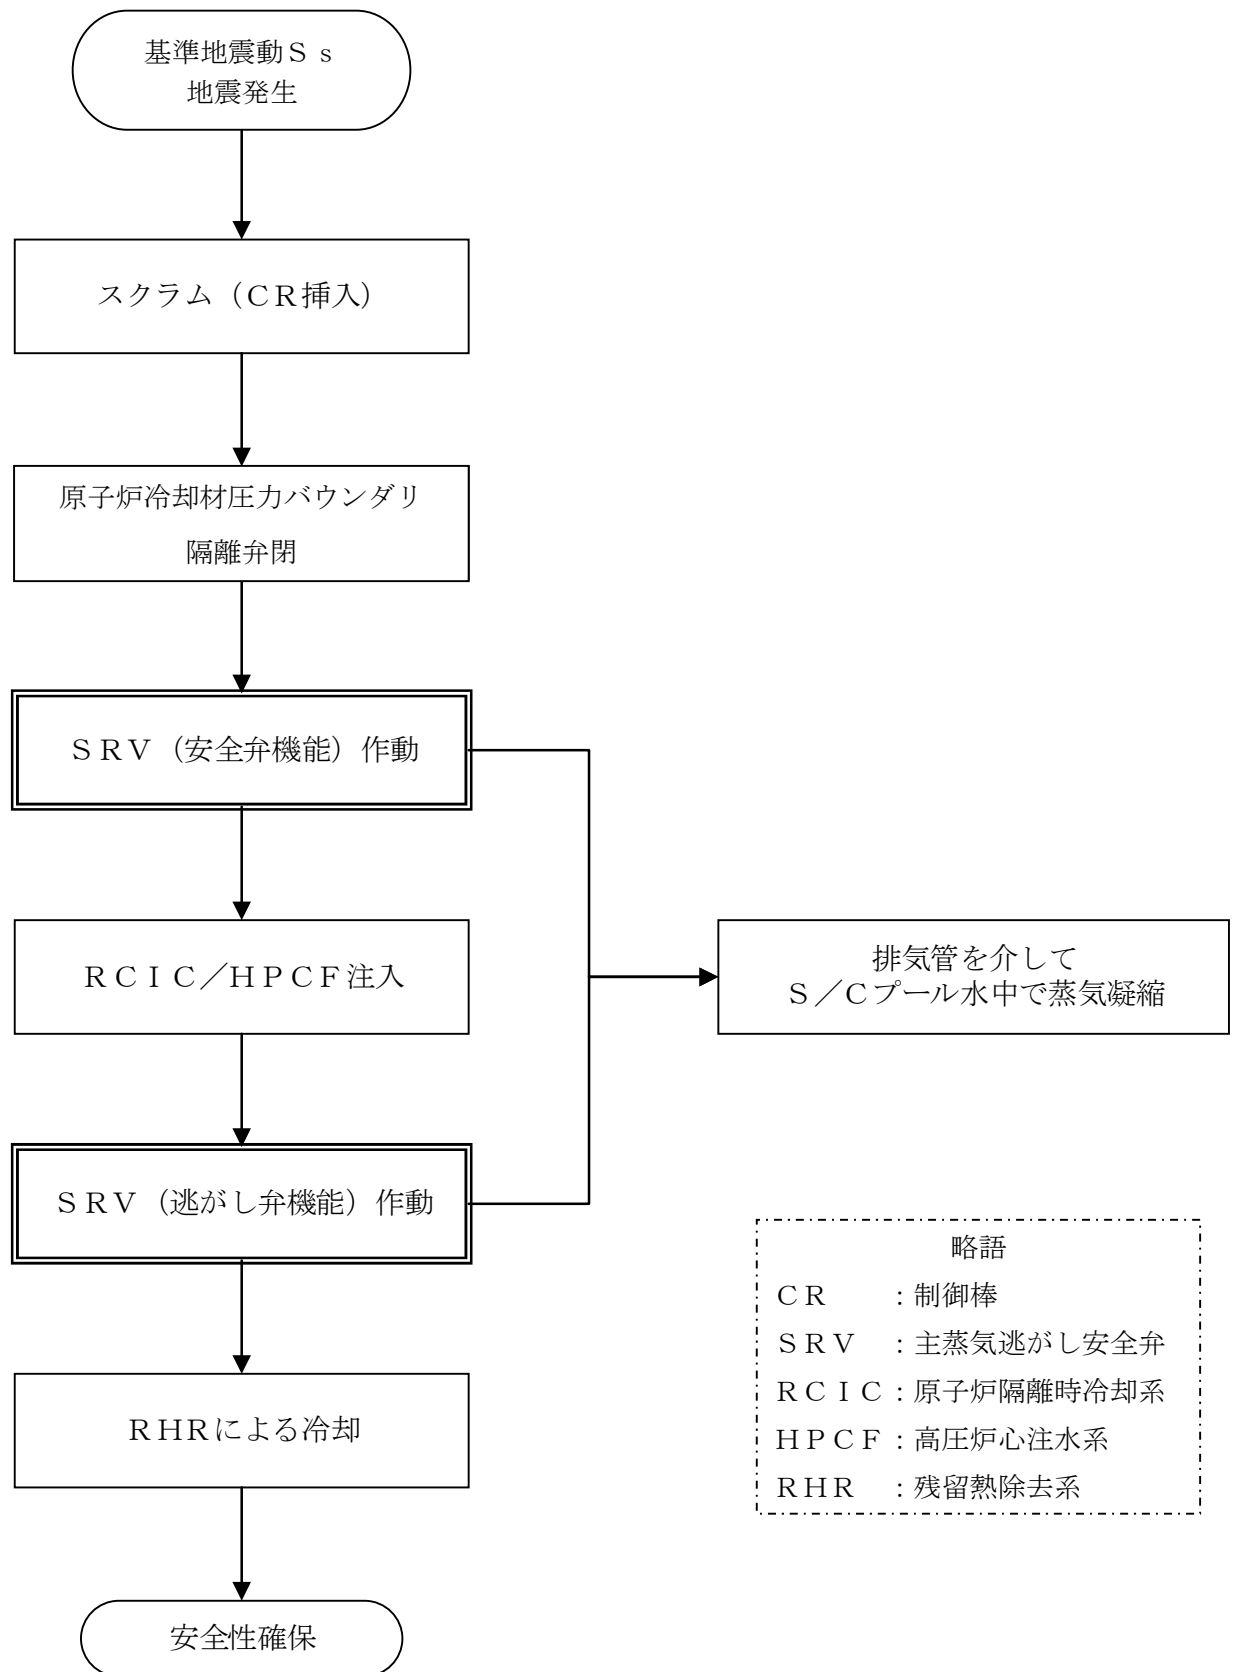 基準地震動Ｓｓ
地震発生
スクラム（ＣＲ挿入）
原子炉冷却材圧力バウンダリ
隔離弁閉
ＳＲＶ（安全弁機能）作動
ＲＣＩＣ／ＨＰＣＦ注入
排気管を介して
Ｓ／Ｃプール水中で蒸気凝縮
ＳＲＶ（逃がし弁機能）作動
ＲＨＲによる冷却
安全性確保
略語
ＣＲ　　：制御棒
ＳＲＶ　：主蒸気逃がし安全弁
ＲＣＩＣ：原子炉隔離時冷却系
ＨＰＣＦ：高圧炉心注水系
ＲＨＲ　：残留熱除去系